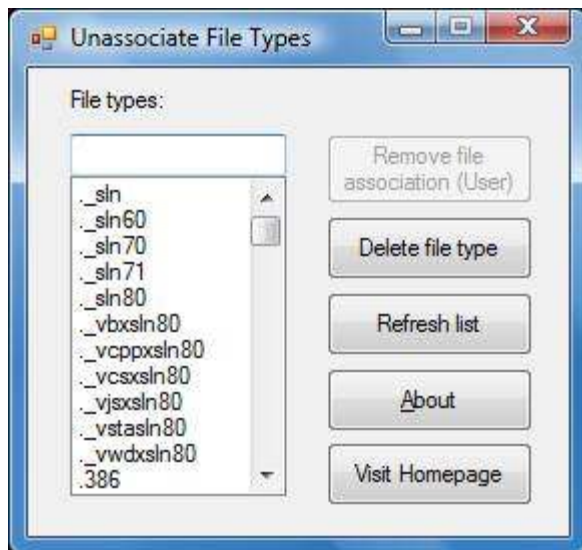 Unassociate File Types
File types:
._sln
._sln60
._sln70
._sln71
._sln80
._vbxsln80
._vcppxsln80
._vcsxsln80
._vjsxsln80
._vstasln80
._vwdxsln80
.386
Remove file
association (User)
Delete file type
Refresh list
About
Visit Homepage